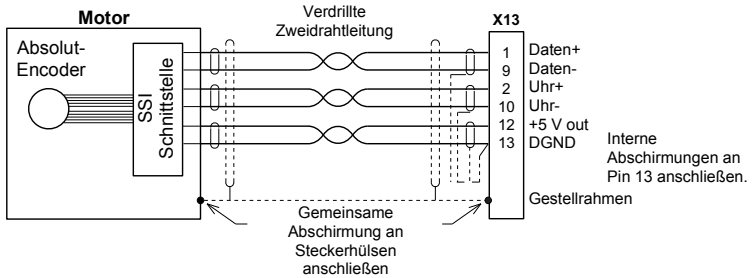 Motor
Verdrillte
Zweidrahtleitung
X13
Absolut-
Encoder
SSI
Schnittstelle
1 Daten+
9 Daten-
2 Uhr+
10 Uhr-
12 +5 V out
13 DGND
Interne
Abschirmungen an
Pin 13 anschließen.
Gestellrahmen
Gemeinsame
Abschirmung an
Steckerhülsen
anschließen